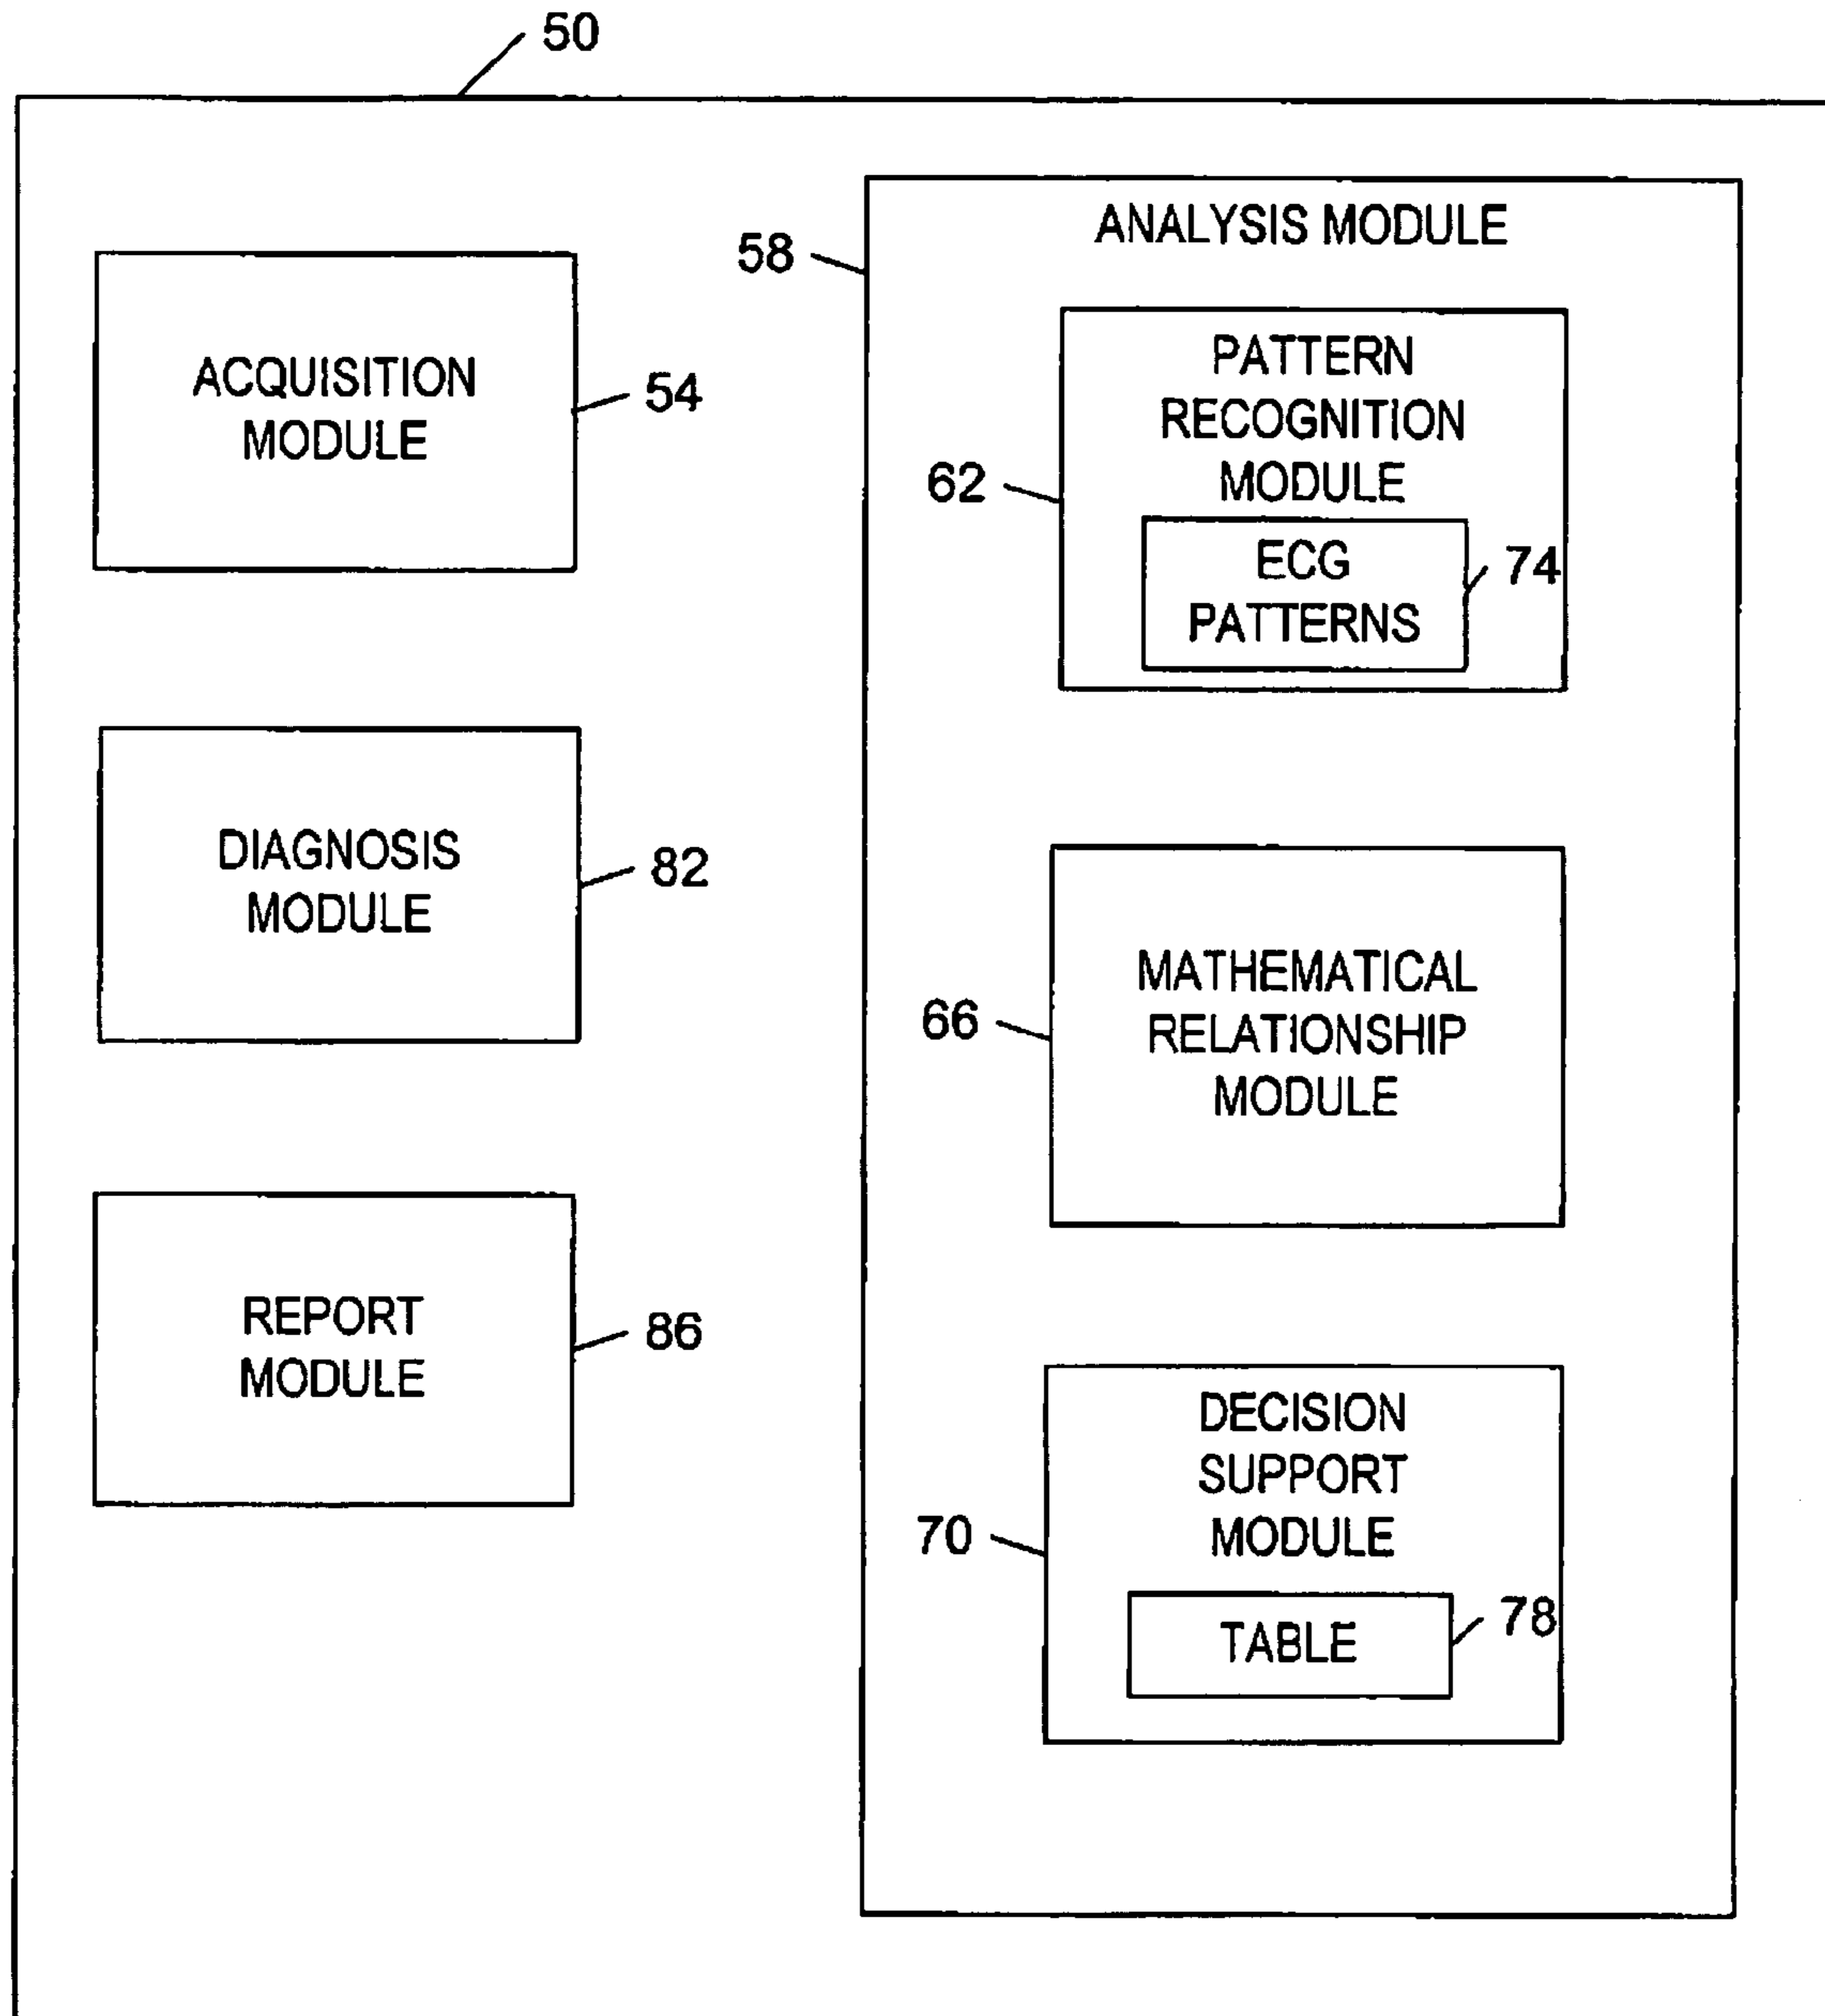 50
ACQUISITION
MODULE
54
DIAGNOSIS
MODULE
82
REPORT
MODULE
86
58
ANALYSIS MODULE
PATTERN
RECOGNITION
MODULE
62
ECG
PATTERNS
74
MATHEMATICAL
RELATIONSHIP
MODULE
66
DECISION
SUPPORT
MODULE
70
TABLE
78